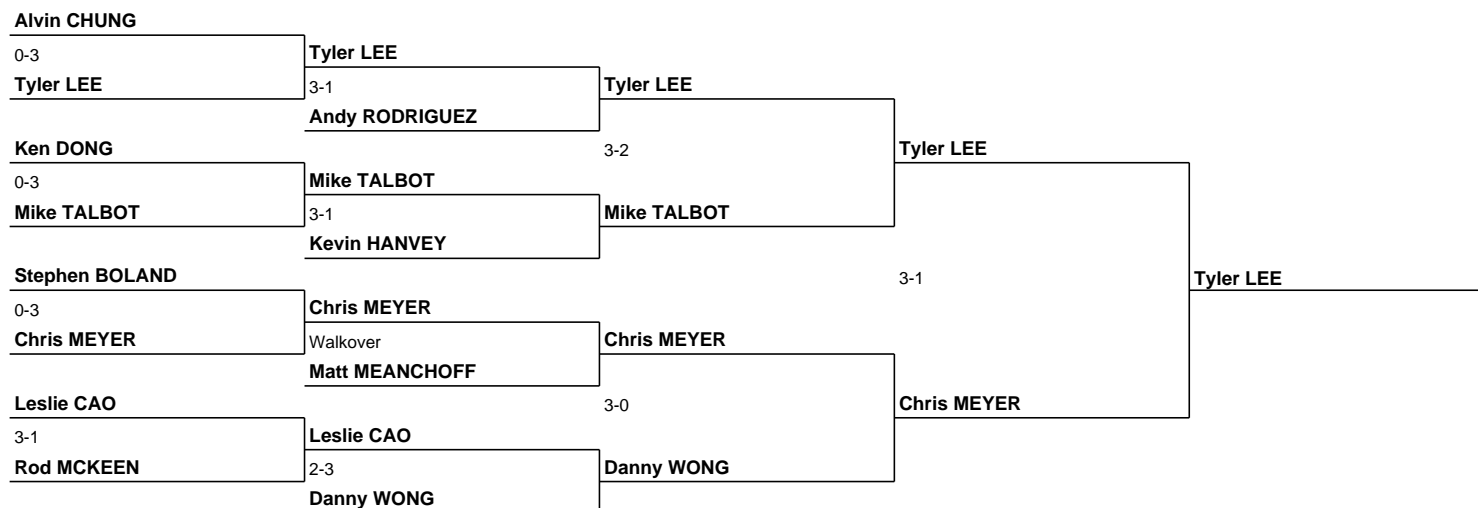 Alvin CHUNG
0-3
Tyler LEE
Tyler LEE
3-1
Andy RODRIGUEZ
Tyler LEE
Ken DONG
0-3
Mike TALBOT
Mike TALBOT
3-1
Kevin HANVEY
3-2
Mike TALBOT
Tyler LEE
Stephen BOLAND
0-3
Chris MEYER
Chris MEYER
Walkover
Matt MEANCHOFF
Chris MEYER
3-1
Tyler LEE
Leslie CAO
3-1
Rod MCKEEN
Leslie CAO
2-3
Danny WONG
3-0
Danny WONG
Chris MEYER